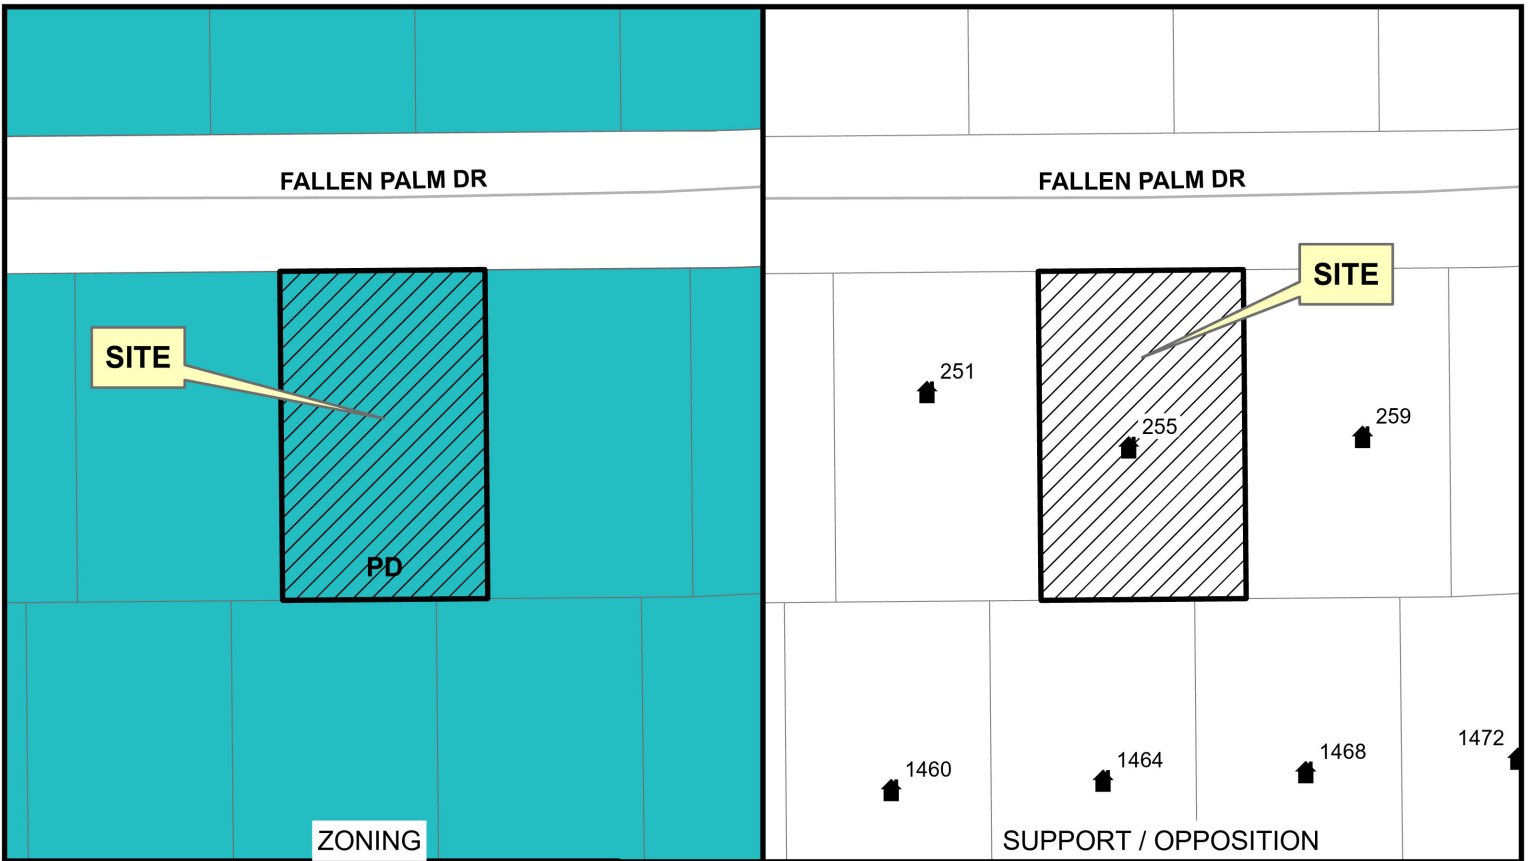 FALLEN PALM DR
SITE
PD
ZONING
FALLEN PALM DR
SITE
251
259
255
1472
1468
1464
1460
SUPPORT / OPPOSITION